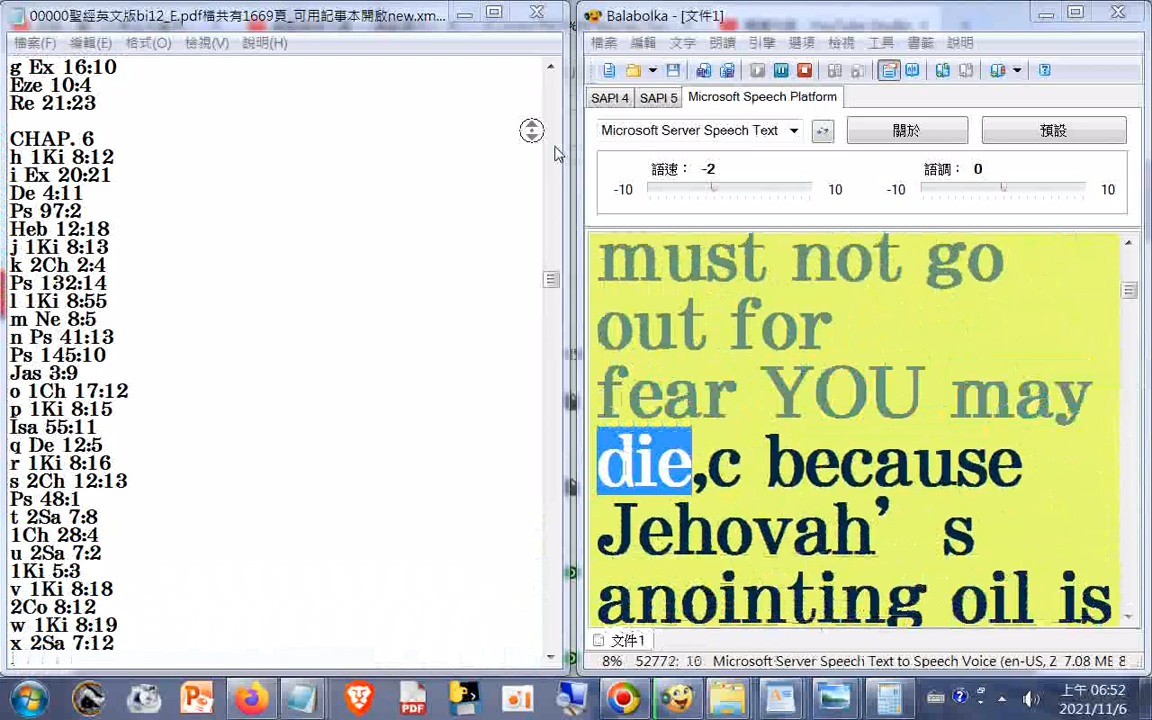 00000聖經英文版bi12_E.pdf檔共有1669頁_可用記事本開啟new.xm...
檔案(F) 編輯(E) 格式(O) 檢視(V) 說明(H)
g Ex 16:10
Eze 10:4
Re 21:23
CHAP. 6
h 1Ki 8:12
i Ex 20:21
De 4:11
Ps 97:2
Heb 12:18
j 1Ki 8:13
k 2Ch 2:4
Ps 132:14
l 1Ki 8:55
m Ne 8:5
n Ps 41:13
Ps 145:10
Jas 3:9
o 1Ch 17:12
p 1Ki 8:15
Isa 55:11
q De 12:5
r 1Ki 8:16
s 2Ch 12:13
Ps 48:1
t 2Sa 7:8
1Ch 28:4
u 2Sa 7:2
1Ki 5:3
v 1Ki 8:18
2Co 8:12
w 1Ki 8:19
x 2Sa 7:12
Balabolka - [文件1]
檔案 編輯 文字 朗讀 引擎 選項 檢視 工具 書籤 說明
SAPI 4 SAPI 5 Microsoft Speech Platform
Microsoft Server Speech Text 關於 預設
語速： -2 語調： 0
-10 10 -10 10
must not go
out for
fear YOU may
die,c because
Jehovah’s
anointing oil is
文件1
8% 52772: 10 Microsoft Server Speech Text to Speech Voice (en-US, Z 7.08 ME 8
PDF
上午 06:52
2021/11/6